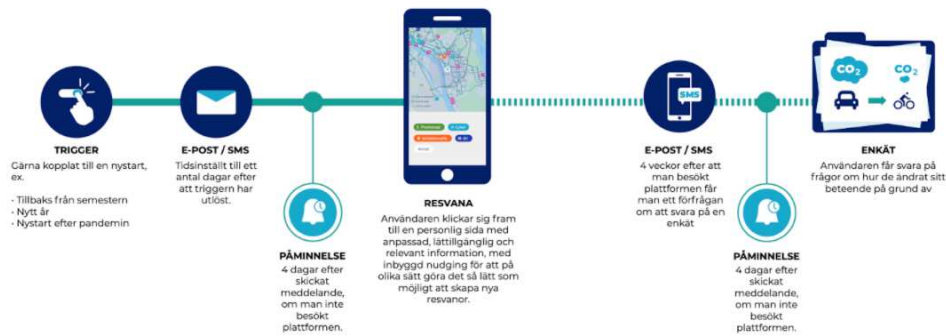 TRIGGER
Gärna kopplat till en nystart,
ex.
- Tillbaks från semestern
- Nytt år
- Nystart efter pandemin
E-POST / SMS
Tidsinställt till ett
antal dagar efter
att triggern har
utlöst.
PÅMINNELSE
4 dagar efter
skickat
meddelande,
om man inte
besökt
plattformen.
RESVANA
Användaren klickar sig fram
till en personlig sida med
anpassad, lättillgänglig och
relevant information, med
inbyggd nudging för att på
olika sätt göra det så lätt som
möjligt att skapa nya
resvanor.
SMS
E-POST / SMS
4 veckor efter att
man besökt
plattformen får
man ett förfrågan
om att svara på en
enkät
PÅMINNELSE
4 dagar efter
skickat
meddelande,
om man inte
besökt
plattformen.
CO2
CO2
ENKÄT
Användaren får svara på
frågor om hur de ändrat sitt
beteende på grund av